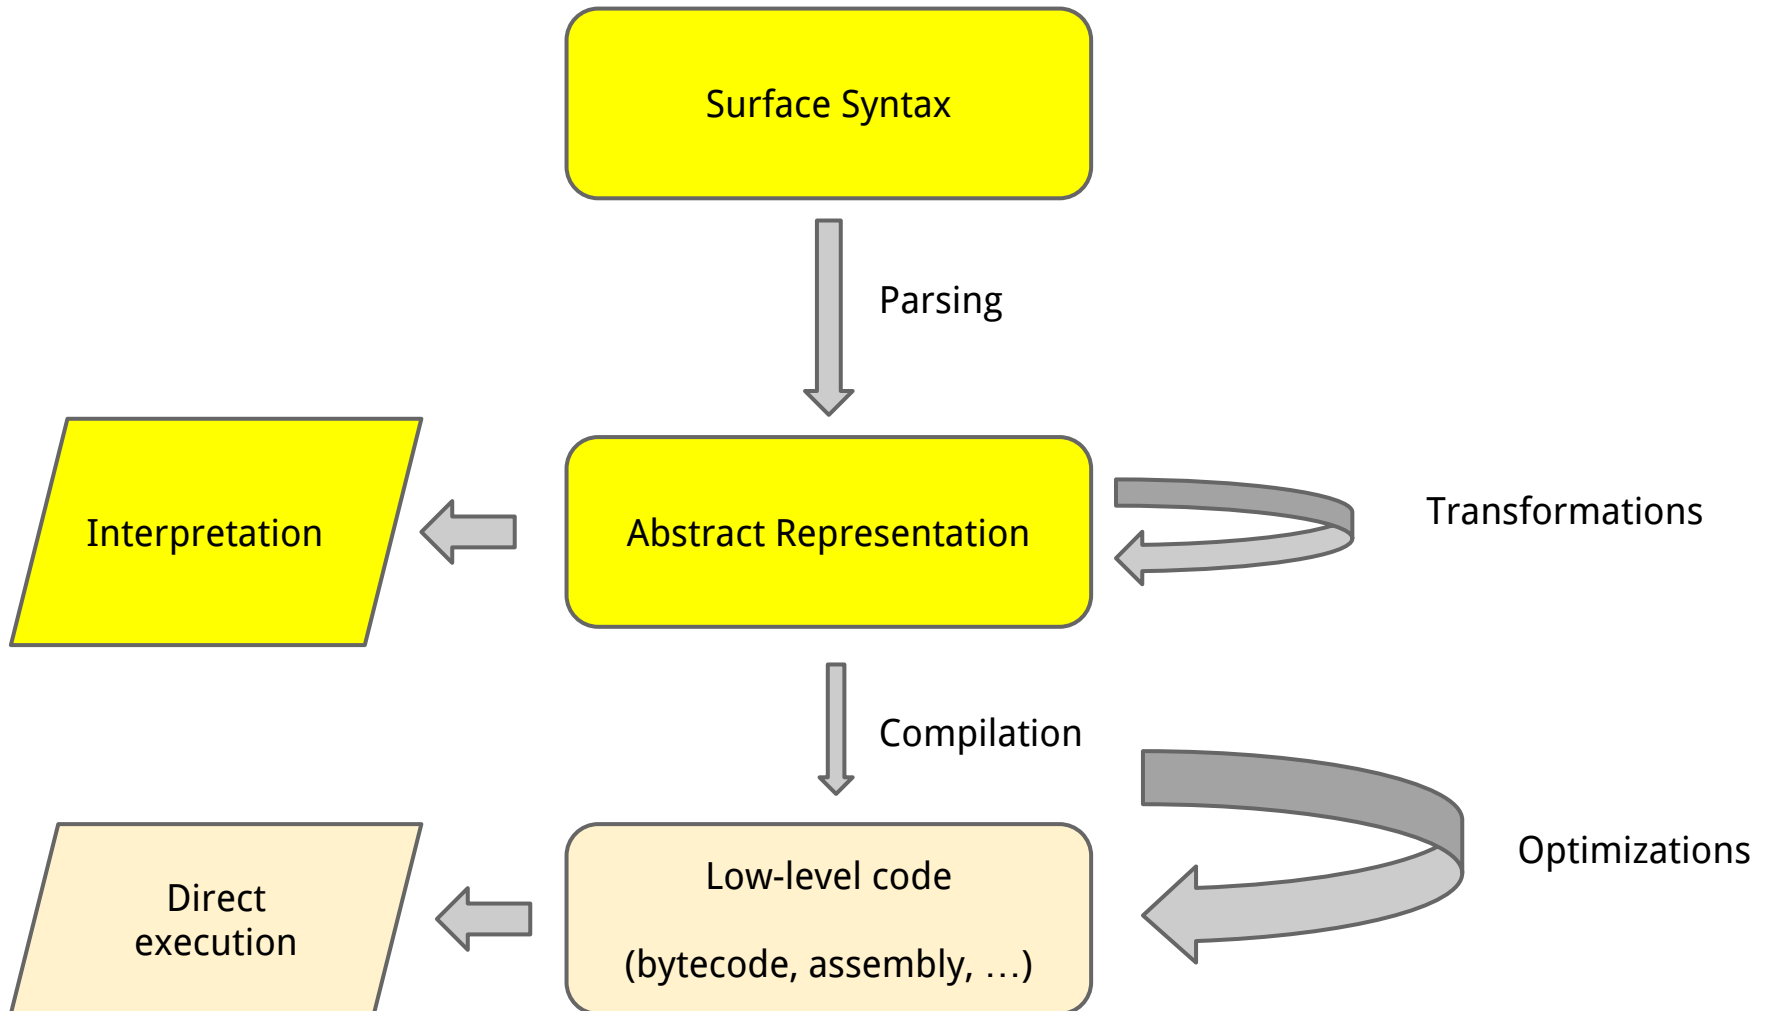 Surface Syntax
Parsing
Interpretation
Abstract Representation
Transformations
Compilation
Direct
execution
Low-level code
(bytecode, assembly, …)
Optimizations